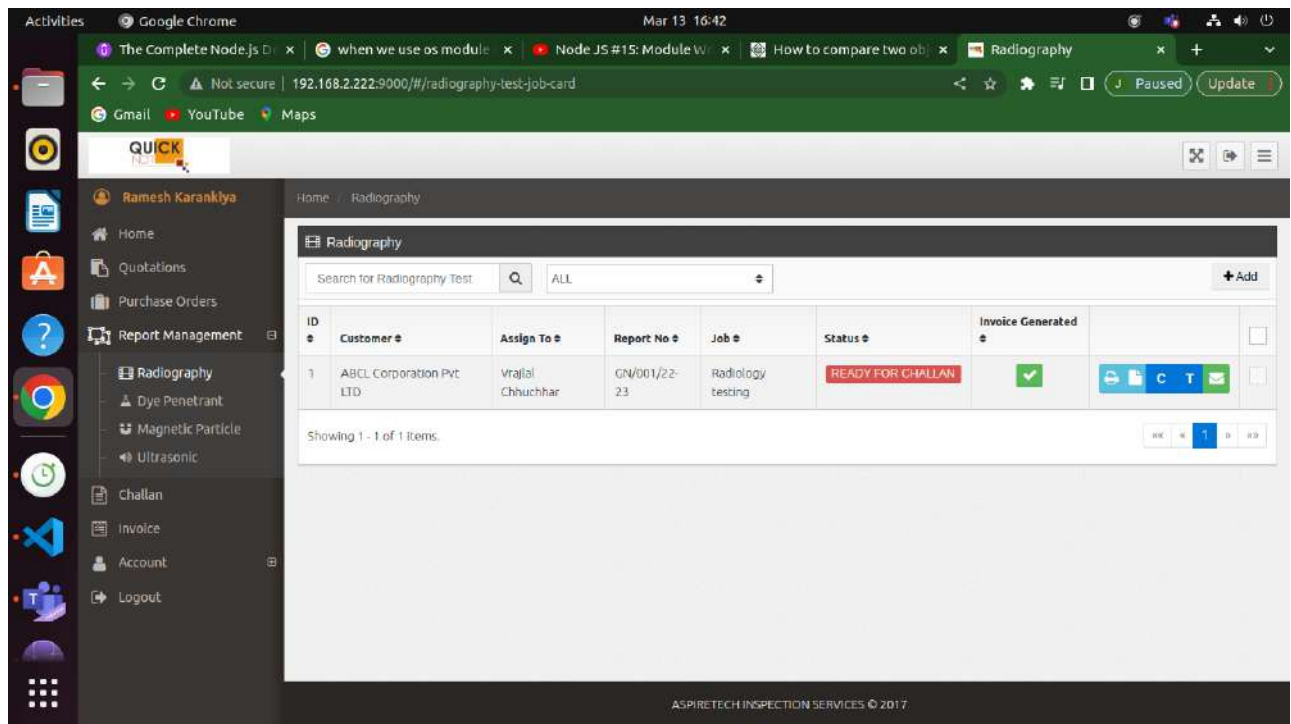 Activities Google Chrome Mar 13 16:42
The Complete Node.js D when we use os module Node JS #15: Module W How to compare two obj Radiography
Not secure 192.168.2.222:9000/#/radiography-test-job-card J Paused Update
Gmail YouTube Maps
QUICK
NDT
Ramesh Karankiya Home / Radiography
Home
Quotations
Purchase Orders
Report Management
Radiography
Dye Penetrant
Magnetic Particle
Ultrasonic
Challan
Invoice
Account
Logout
Radiography
Search for Radiography Test ALL +Add
ID Customer Assign To Report No Job Status Invoice Generated
1 ABCL Corporation Pvt Vrajlal GN/001/22- Radiology READY FOR CHALLAN C T
LTD Chhuchhar 23 testing
Showing 1 - 1 of 1 items. «« « 1 » »»
ASPIRETECH INSPECTION SERVICES © 2017